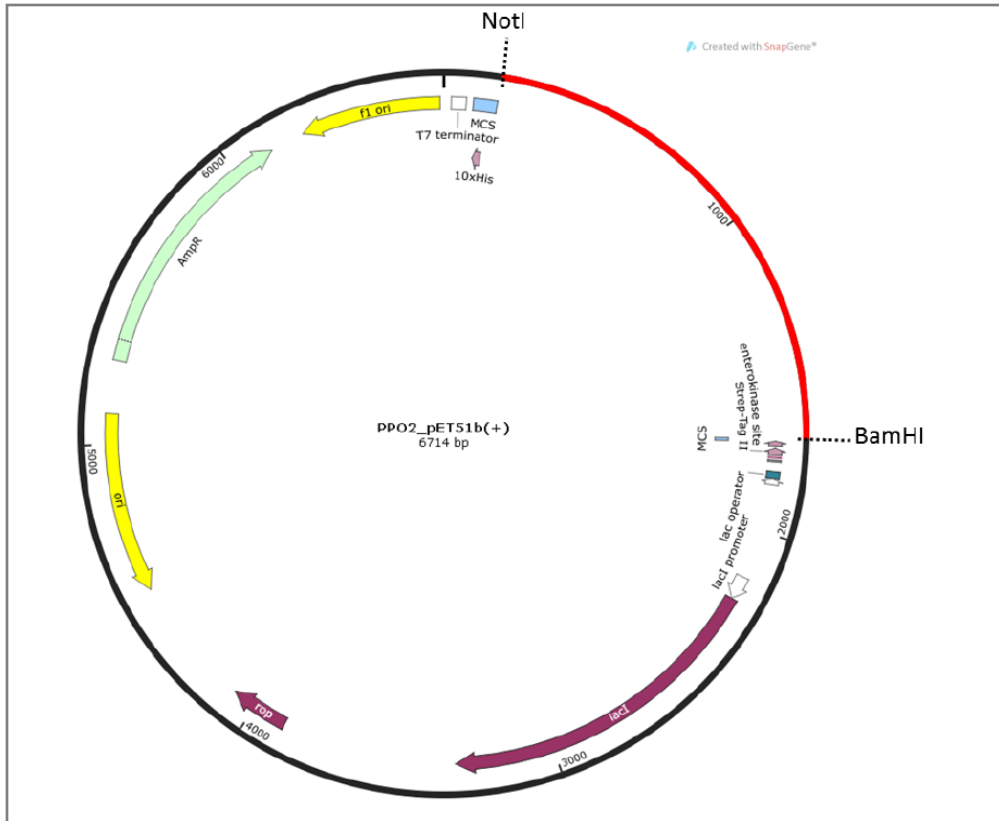 NotI
Created with SnapGene®
f1 ori
MCS
T7 terminator
10xHis
6000
1000
AmpR
enterokinase site
Strep-Tag II
MCS
PPO2_pET51b(+)
6714 bp
BamHI
5000
ori
lac operator
2000
lacI promoter
lacI
rop
4000
3000